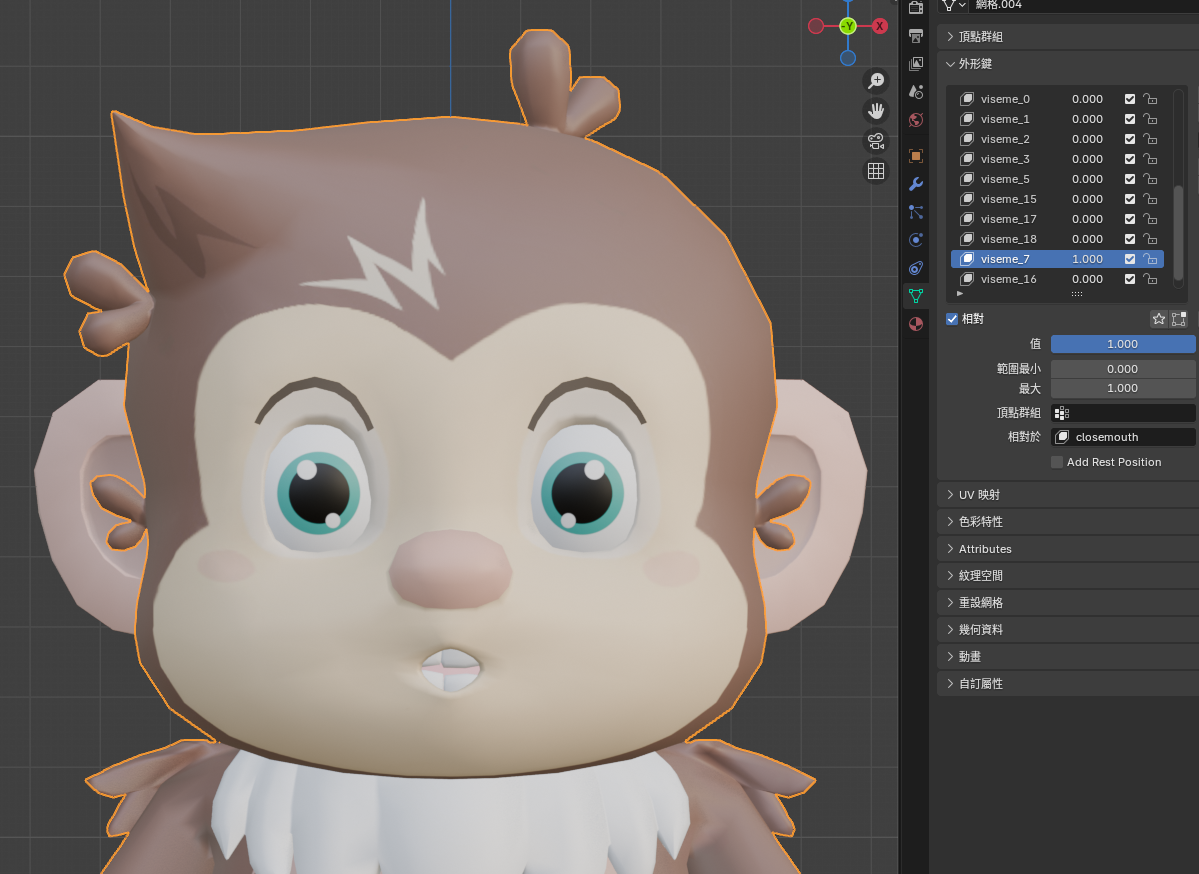 網格.004
-Y
X
頂點群組
外形鍵
viseme_0 0.000
viseme_1 0.000
viseme_2 0.000
viseme_3 0.000
viseme_5 0.000
viseme_15 0.000
viseme_17 0.000
viseme_18 0.000
viseme_7 1.000
viseme_16 0.000
相對
值 1.000
範圍最小 0.000
最大 1.000
頂點群組
相對於 closemouth
Add Rest Position
UV 映射
色彩特性
Attributes
紋理空間
重設網格
幾何資料
動畫
自訂屬性